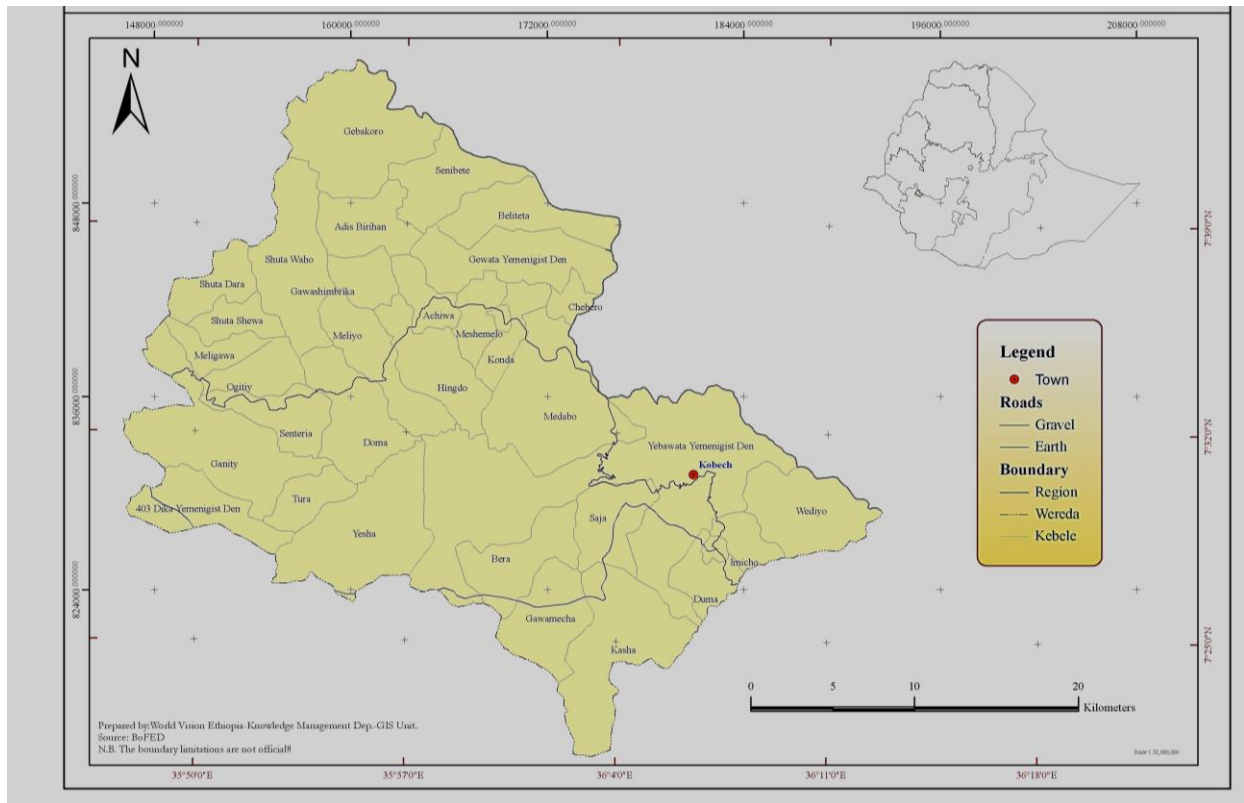 148000.000000 160000.000000 172000.000000 184000.000000 196000.000000 208000.000000
N
Gebakoro
Senibete
848000.000000
Beliteta
Adis Birihan
7°39'0"N
Shuta Waho
Gewata Yemenigist Den
Shuta Dara
Gawashimbrika
Chebero
Achiwa
Shuta Shewa
Meshemefo
Meliyo
Meligawa
Konda
Ogitiy
Hingdo
836000.000000
Medabo
Senteria
Doma
Yebawata Yemenigist Den
7°32'0"N
Ganity
Kobech
Tura
403 Dika Yemenigist Den
Saja
Wediyo
Yesha
Bera
Imicho
824000.000000
Duma
Gawamecha
Kasha
7°25'0"N
Legend
Town
Roads
Gravel
Earth
Boundary
Region
Wereda
Kebele
0 5 10 20
Kilometers
Prepared by:World Vision Ethiopia-Knowledge Management Dep.-GIS Unit.
Source: BoFED
N.B. The boundary limitations are not official!!
35°50'0"E 35°57'0"E 36°4'0"E 36°11'0"E 36°18'0"E